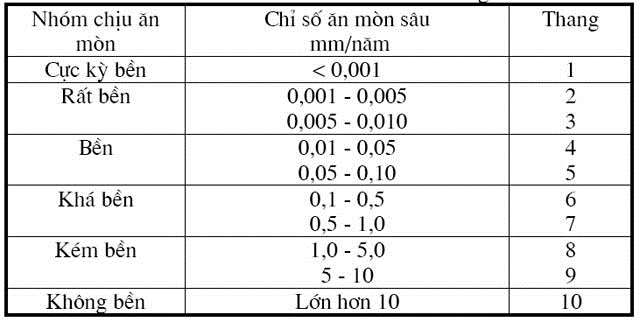 Nhóm chịu ăn mòn Chỉ số ăn mòn sâu mm/năm Thang
Cực kỳ bền < 0,001 1
Rất bền 0,001 - 0,005 2
0,005 - 0,010 3
Bền 0,01 - 0,05 4
0,05 - 0,10 5
Khá bền 0,1 - 0,5 6
0,5 - 1,0 7
Kém bền 1,0 - 5,0 8
5 - 10 9
Không bền Lớn hơn 10 10